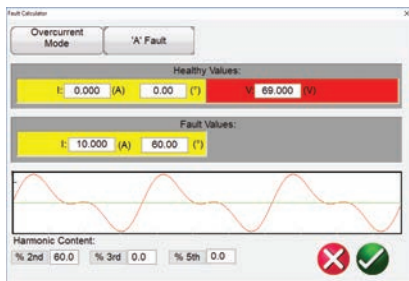 Fault Calculator
Overcurrent
Mode
'A' Fault
Healthy Values:
I: 0.000 (A) 0.00 (°) V: 69.000 (V)
Fault Values:
I: 10.000 (A) 60.00 (°)
Harmonic Content:
% 2nd 60.0 % 3rd 0.0 % 5th 0.0